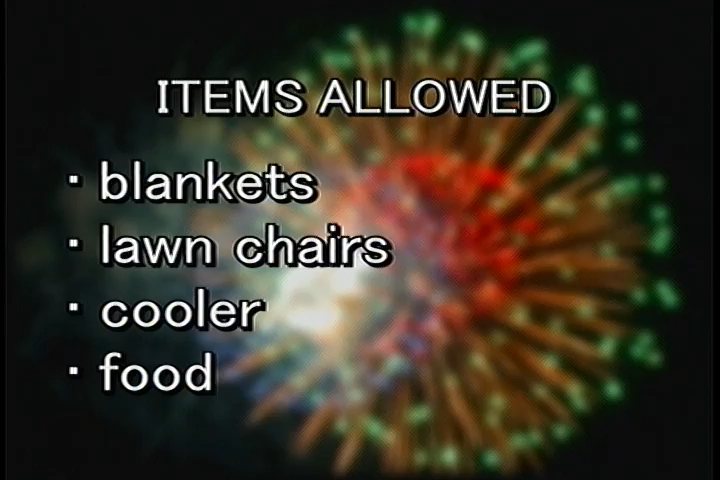 ITEMS ALLOWED
· blankets
· lawn chairs
· cooler
· food